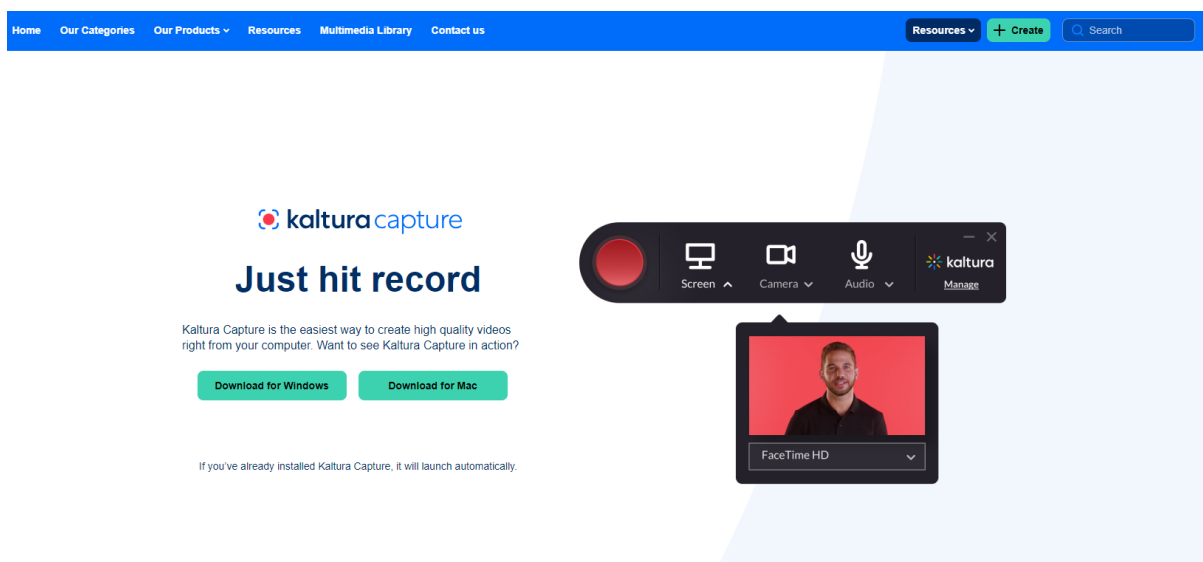 Home Our Categories Our Products Resources Multimedia Library Contact us Resources + Create Search
kaltura capture
Just hit record
Kaltura Capture is the easiest way to create high quality videos
right from your computer. Want to see Kaltura Capture in action?
Download for Windows Download for Mac
If you've already installed Kaltura Capture, it will launch automatically.
Screen Camera Audio
kaltura
Manage
FaceTime HD